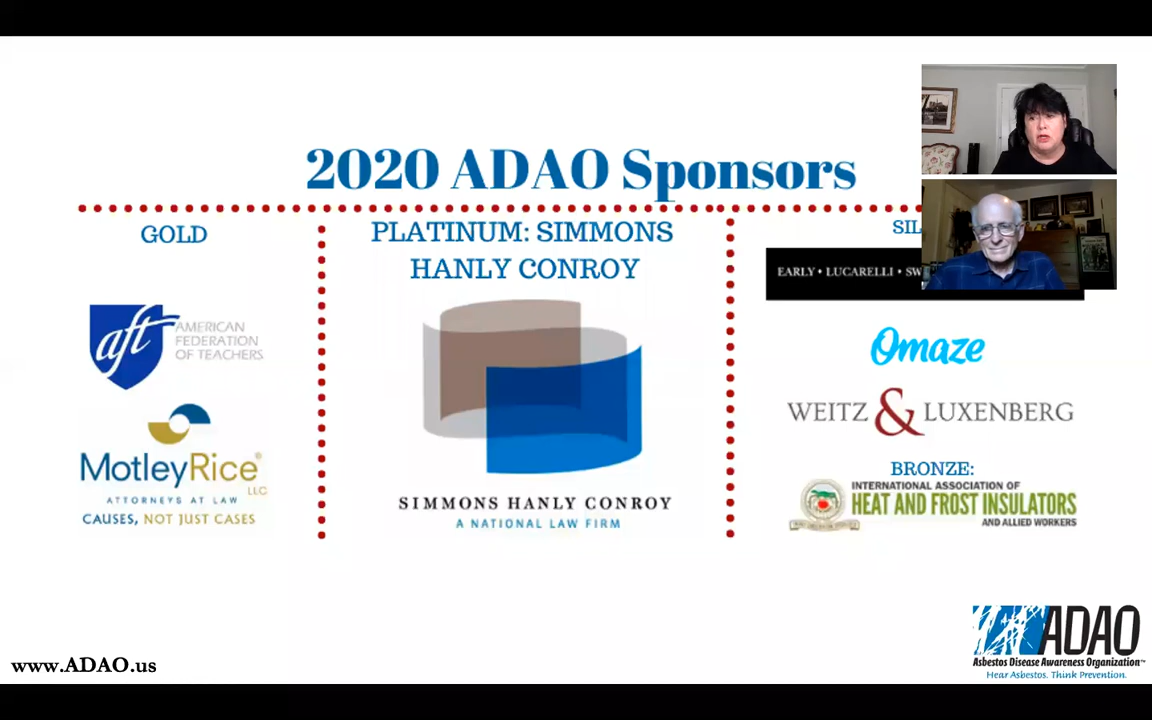 2020 ADAO Sponsors
GOLD
aft
AMERICAN
FEDERATION
OF TEACHERS
MotleyRice®
LLC
ATTORNEYS AT LAW
CAUSES, NOT JUST CASES
PLATINUM: SIMMONS
HANLY CONROY
SIMMONS HANLY CONROY
A NATIONAL LAW FIRM
SIL
EARLY • LUCARELLI • SW
Omaze
WEITZ & LUXENBERG
BRONZE:
INTERNATIONAL ASSOCIATION OF
HEAT AND FROST INSULATORS
AND ALLIED WORKERS
ADAO
Asbestos Disease Awareness Organization™
Hear Asbestos. Think Prevention.
www.ADAO.us